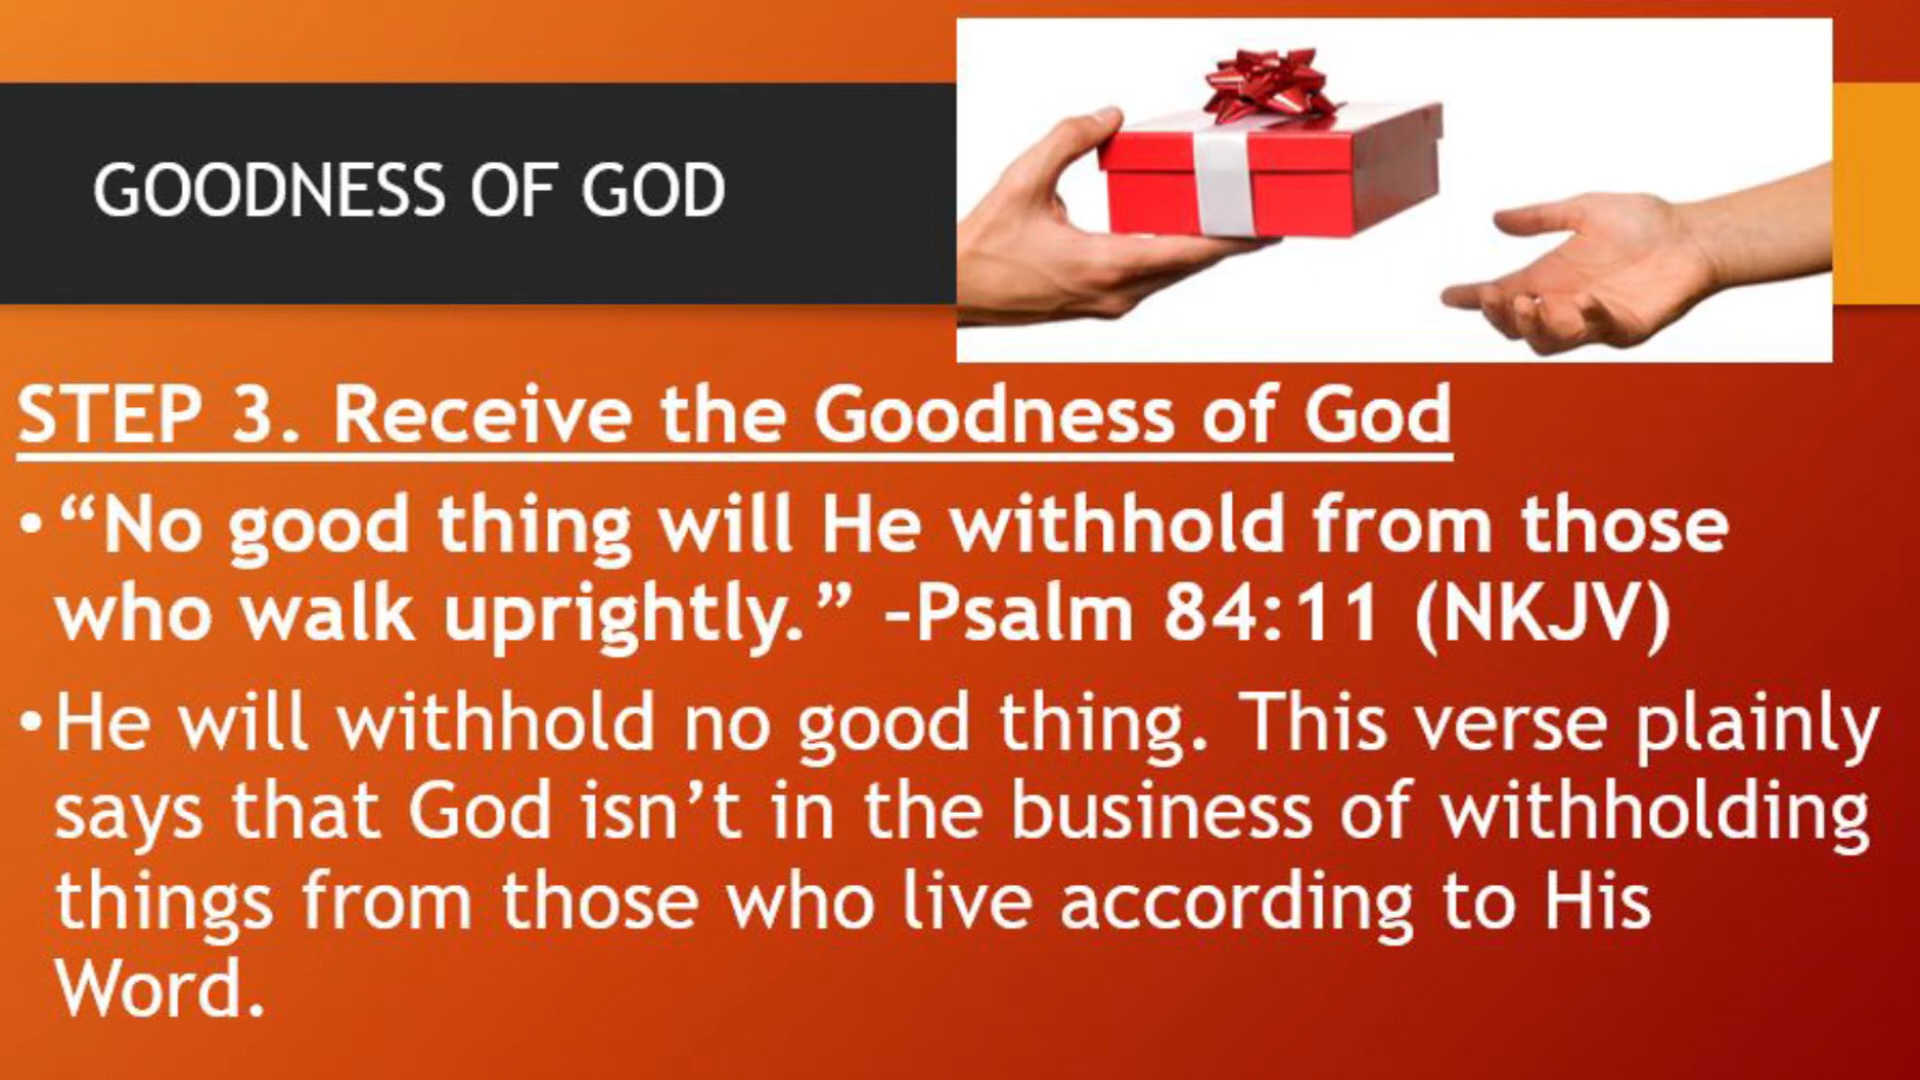 GOODNESS OF GOD
STEP 3. Receive the Goodness of God
•“No good thing will He withhold from those
who walk uprightly.” –Psalm 84:11 (NKJV)
•He will withhold no good thing. This verse plainly
says that God isn’t in the business of withholding
things from those who live according to His
Word.